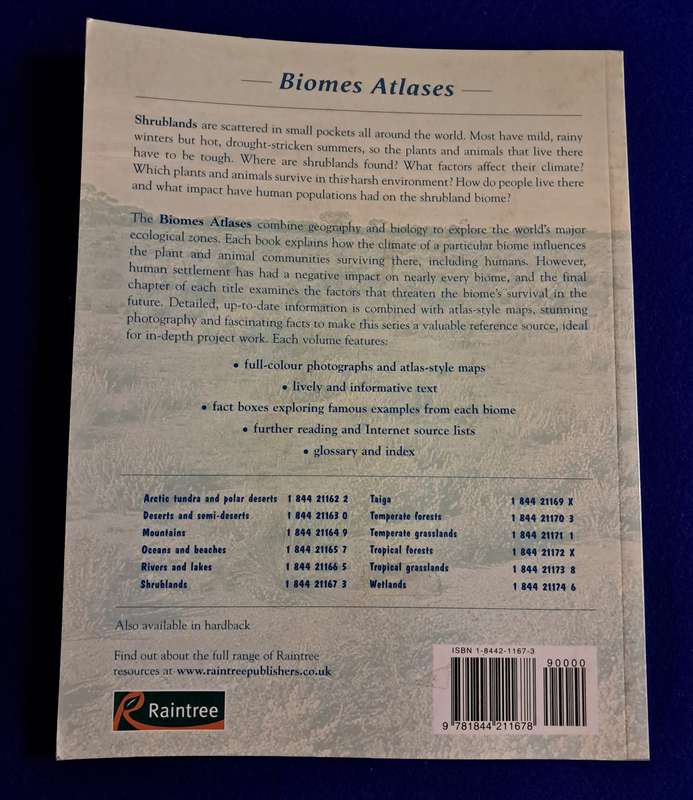 Biomes Atlases
Shrublands are scattered in small pockets all around the world. Most have mild, rainy
winters but hot, drought-stricken summers, so the plants and animals that live there
have to be tough. Where are shrublands found? What factors affect their climate?
Which plants and animals survive in this harsh environment? How do people live there
and what impact have human populations had on the shrubland biome?
The Biomes Atlases combine geography and biology to explore the world's major
ecological zones. Each book explains how the climate of a particular biome influences
the plant and animal communities surviving there, including humans. However,
human settlement has had a negative impact on nearly every biome, and the final
chapter of each title examines the factors that threaten the biome's survival in the
future. Detailed, up-to-date information is combined with atlas-style maps, stunning
photography and fascinating facts to make this series a valuable reference source, ideal
for in-depth project work. Each volume features:
• full-colour photographs and atlas-style maps
• lively and informative text
• fact boxes exploring famous examples from each biome
• further reading and Internet source lists
• glossary and index
Arctic tundra and polar deserts 1 844 21162 2
Deserts and semi-deserts 1 844 21163 0
Mountains 1 844 21164 9
Oceans and beaches 1 844 21165 7
Rivers and lakes 1 844 21166 5
Shrublands 1 844 21167 3
Taiga 1 844 21169 X
Temperate forests 1 844 21170 3
Temperate grasslands 1 844 21171 1
Tropical forests 1 844 21172 X
Tropical grasslands 1 844 21173 8
Wetlands 1 844 21174 6
Also available in hardback
Find out about the full range of Raintree
resources at www.raintreepublishers.co.uk
Raintree
ISBN 1-8442-1167-3
90000
9 781844 211678